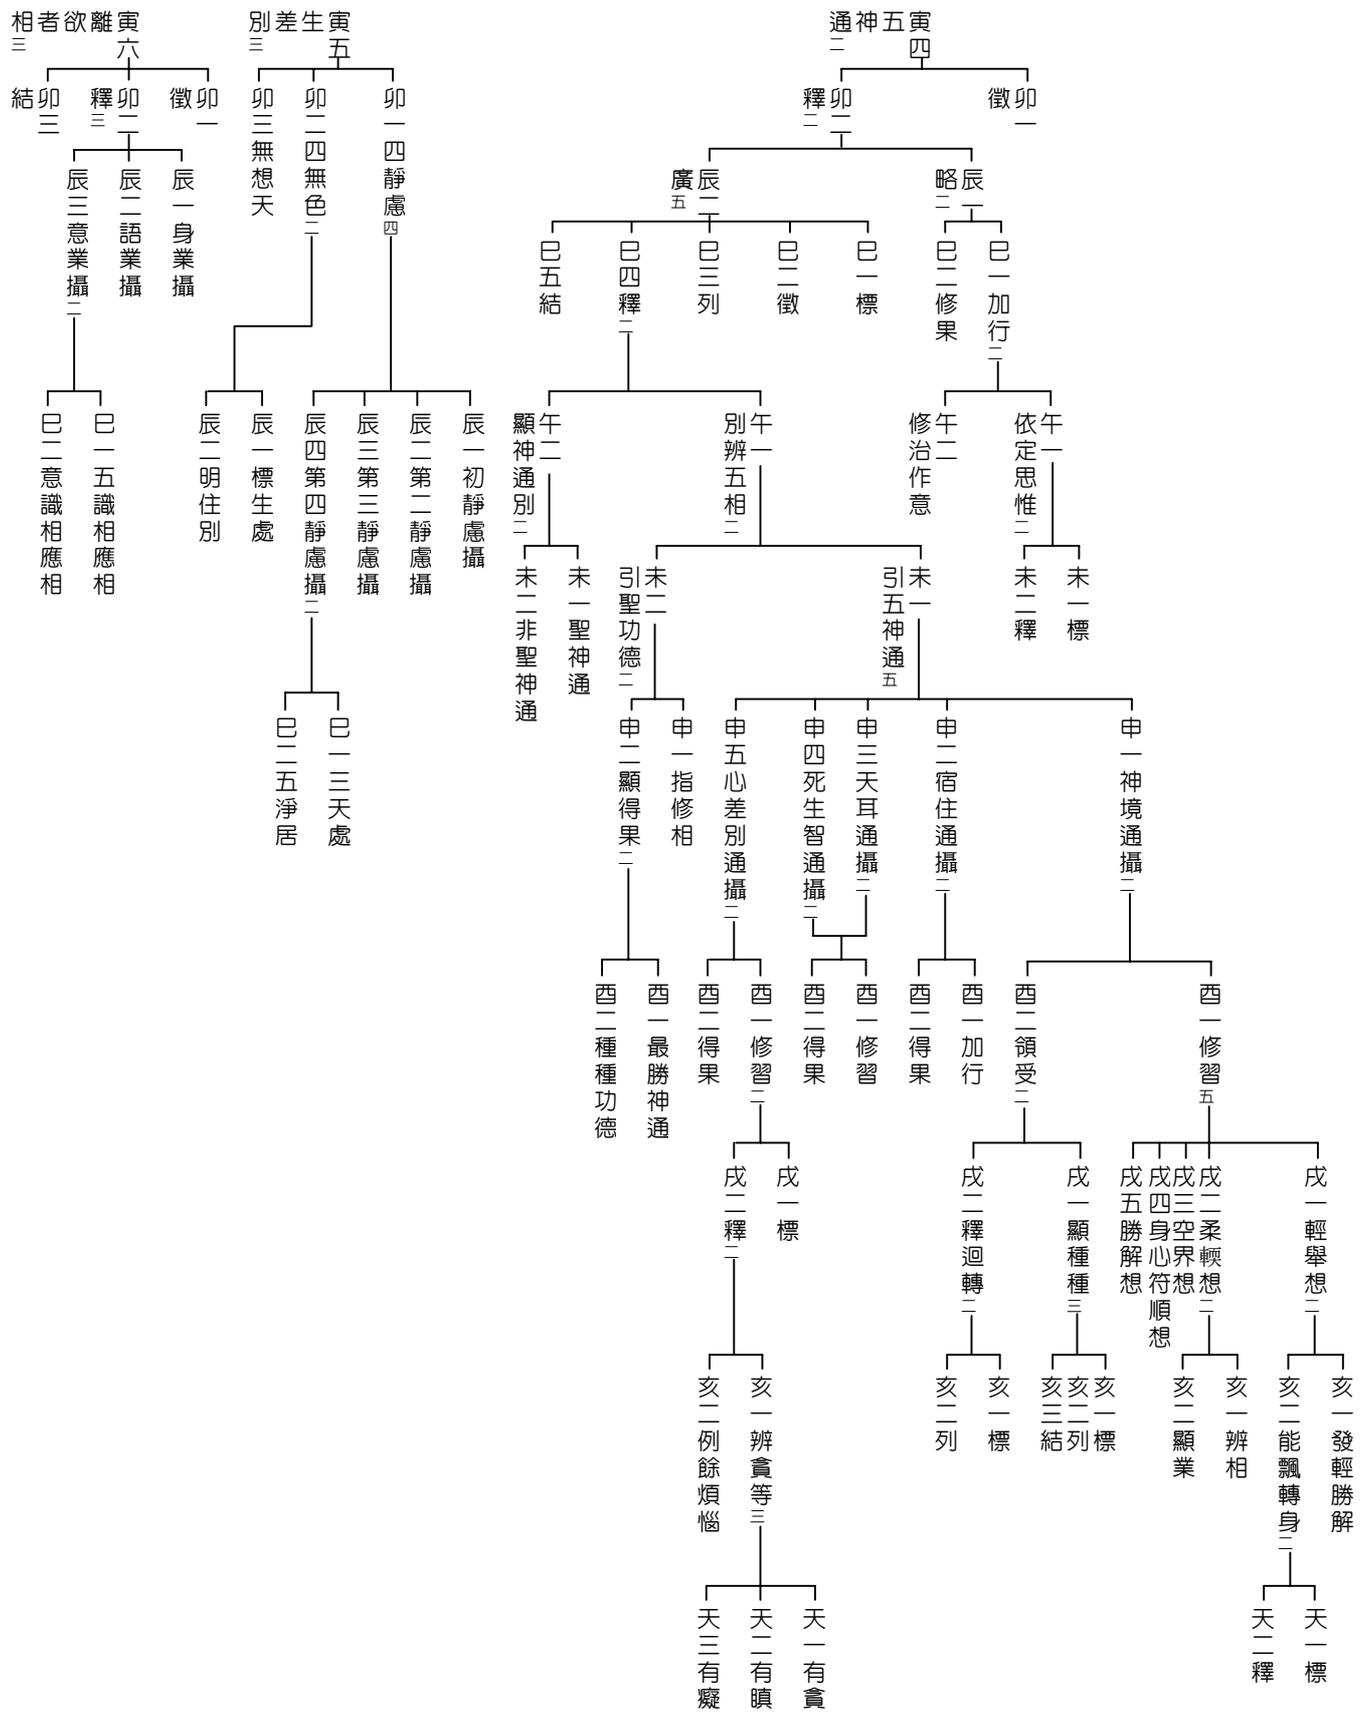 寅四五神通二
卯一徵
卯二釋二
辰一略二
巳一加行二
午一依定思惟二
未一標
未二釋
午二修治作意
巳二修果
辰二廣五
巳一標
巳二徵
巳三列
巳四釋二
午一別辨五相二
未一引五神通五
申一神境通攝二
酉一修習五
戌一輕舉想二
亥一發輕勝解
亥二能飄轉身二
天一標
天二釋
戌二柔輭想二
亥一辨相
亥二顯業
戌三空界想
戌四身心符順想
戌五勝解想
酉二領受二
戌一顯種種三
亥一標
亥二列
亥三結
戌二釋迴轉二
亥一標
亥二列
申二宿住通攝二
酉一加行
酉二得果
申三天耳通攝二
申四死生智通攝二
酉一修習
酉二得果
申五心差別通攝二
酉一修習二
戌一標
戌二釋二
亥一辨貪等三
天一有貪
天二有瞋
天三有癡
亥二例餘煩惱
酉二得果
未二引聖功德二
申一指修相
申二顯得果二
酉一最勝神通
酉二種種功德
午二顯神通別二
未一聖神通
未二非聖神通
巳五結
寅五生差別三
卯一四靜慮四
辰一初靜慮攝
辰二第二靜慮攝
辰三第三靜慮攝
辰四第四靜慮攝二
巳一三天處
巳二五淨居
卯二四無色二
辰一標生處
辰二明住別
卯三無想天
寅六離欲者相三
卯一徵
卯二釋三
辰一身業攝
辰二語業攝
辰三意業攝二
巳一五識相應相
巳二意識相應相
卯三結